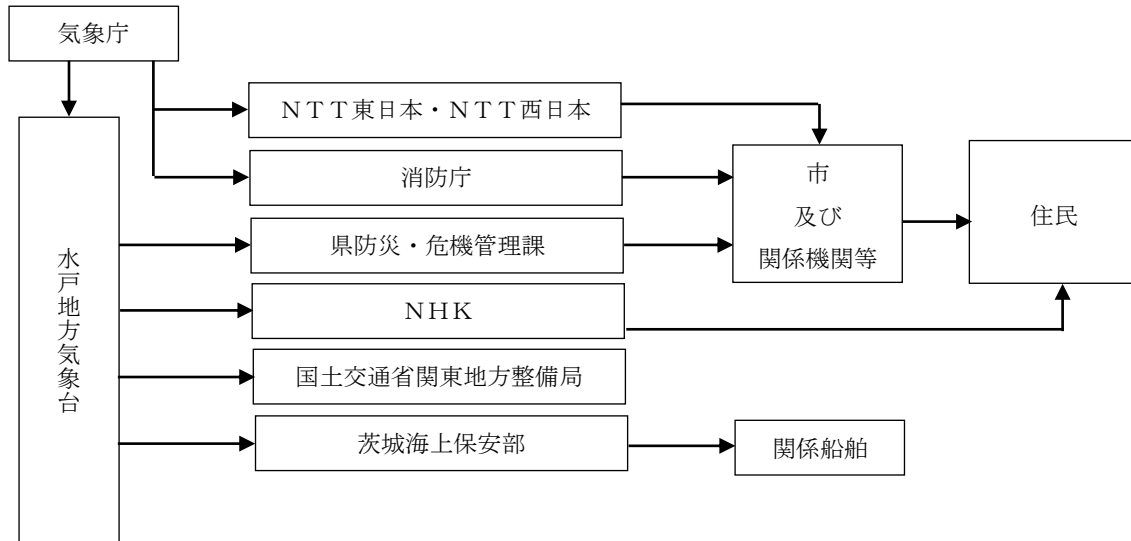 気象庁
NTT東日本・NTT西日本
消防庁
県防災・危機管理課
NHK
国土交通省関東地方整備局
茨城海上保安部
水戸地方気象台
市
及び
関係機関等
住民
関係船舶